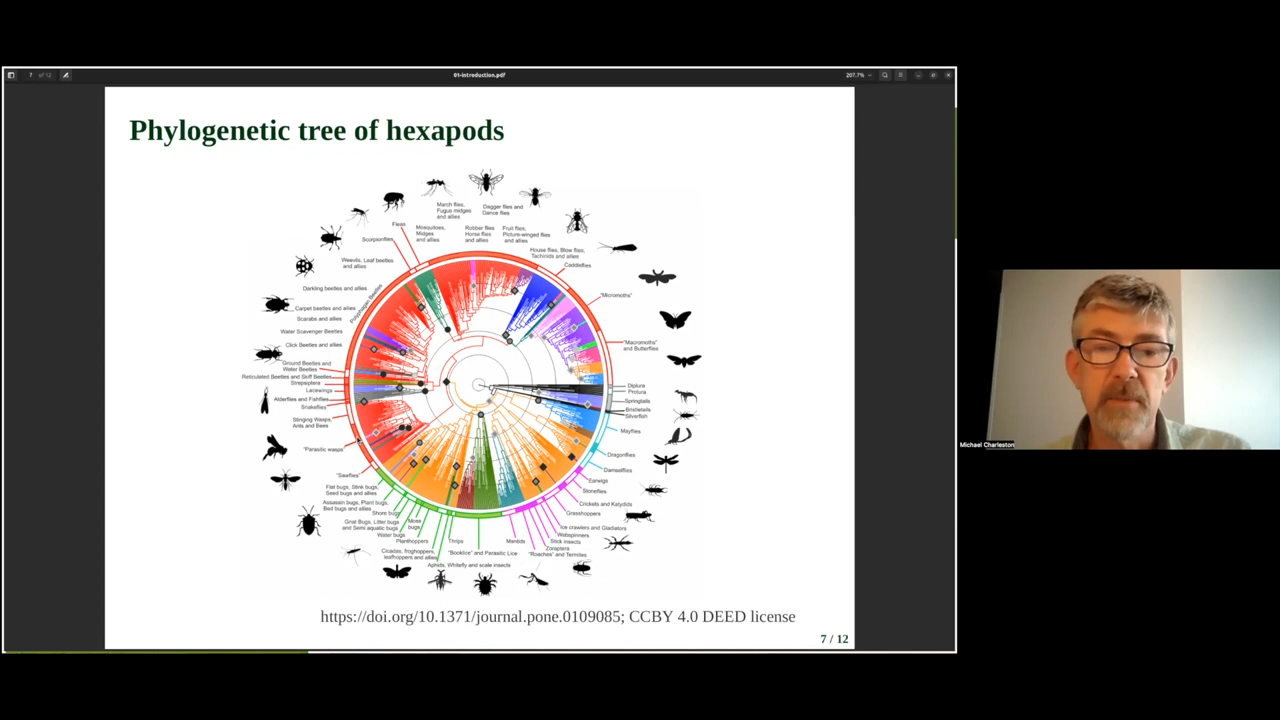 7 of 12
01-introduction.pdf
207.7%
Phylogenetic tree of hexapods
March flies,
Fugus midges
and allies
Dagger flies and
Dance flies
Fleas
Mosquitoes,
Midges
and allies
Robber flies
Horse flies
and allies
Fruit flies,
Picture-winged flies
and allies
Scorpionflies
House flies, Blow flies,
Tachinids and allies
Caddisflies
Weevils, Leaf beetles
and allies
Darkling beetles and allies
Polyphagan Beetles
"Micromoths"
Carpet beetles and allies
Scarabs and allies
Water Scavenger Beetles
Click Beetles and allies
"Macromoths"
and Butterflies
Ground Beetles and
Water Beetles
Reticulated Beetles and Skiff Beetles
Strepsiptera
Lacewings
Alderflies and Fishflies
Snakeflies
Stinging Wasps,
Ants and Bees
"Parasitic wasps"
"Sawflies"
Diplura
Protura
Springtails
Bristletails
Silverfish
Mayflies
Dragonflies
Damselflies
Earwigs
Stoneflies
Crickets and Katydids
Grasshoppers
Ice crawlers and Gladiators
Webspinners
Stick insects
Zoraptera
"Roaches" and Termites
Mantids
Flat bugs, Stink bugs,
Seed bugs and allies
Assassin bugs, Plant bugs,
Bed bugs and allies
Shore bugs
Gnat Bugs, Litter bugs
and Semi aquatic bugs
Water bugs
Moss
bugs
Planthoppers
Cicadas, froghoppers,
leafhoppers and allies
Thrips
"Booklice" and Parasitic Lice
Aphids, Whitefly and scale insects
https://doi.org/10.1371/journal.pone.0109085; CCBY 4.0 DEED license
7 / 12
Michael Charleston